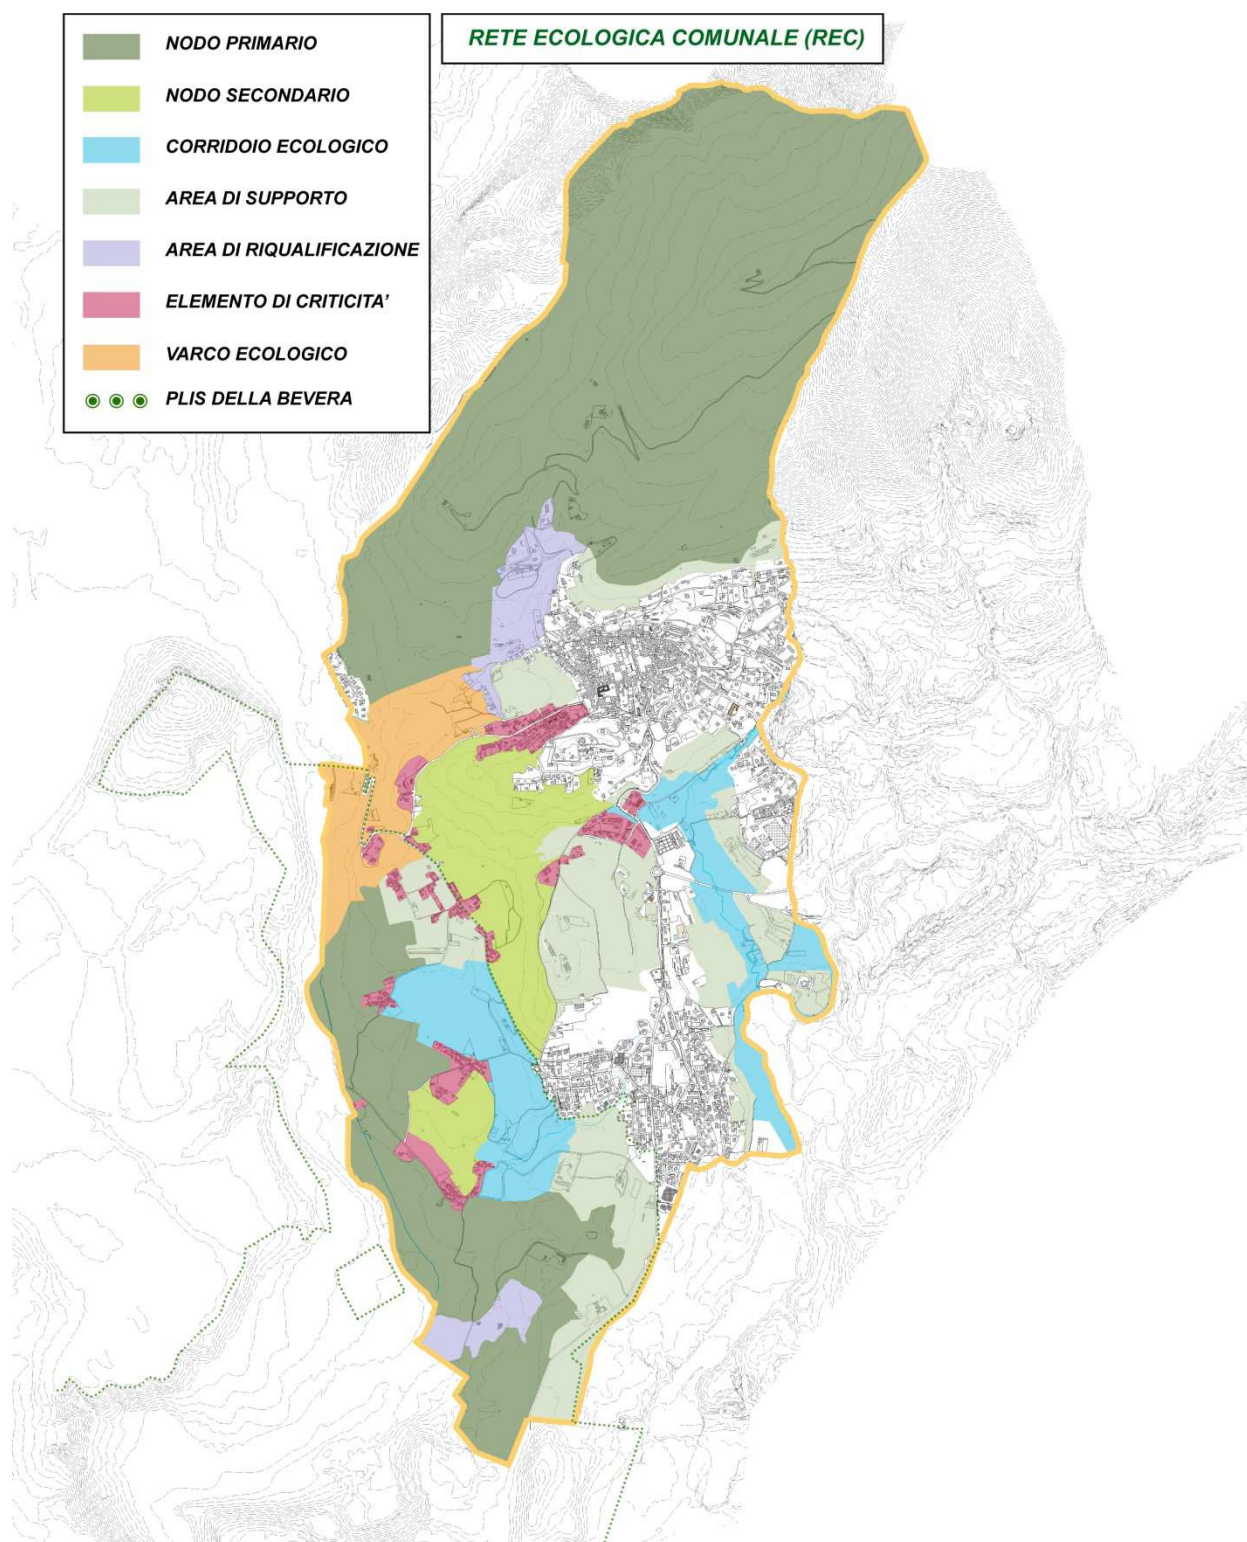 RETE ECOLOGICA COMUNALE (REC)
NODO PRIMARIO
NODO SECONDARIO
CORRIDOIO ECOLOGICO
AREA DI SUPPORTO
AREA DI RIQUALIFICAZIONE
ELEMENTO DI CRITICITA'
VARCO ECOLOGICO
PLIS DELLA BEVERA